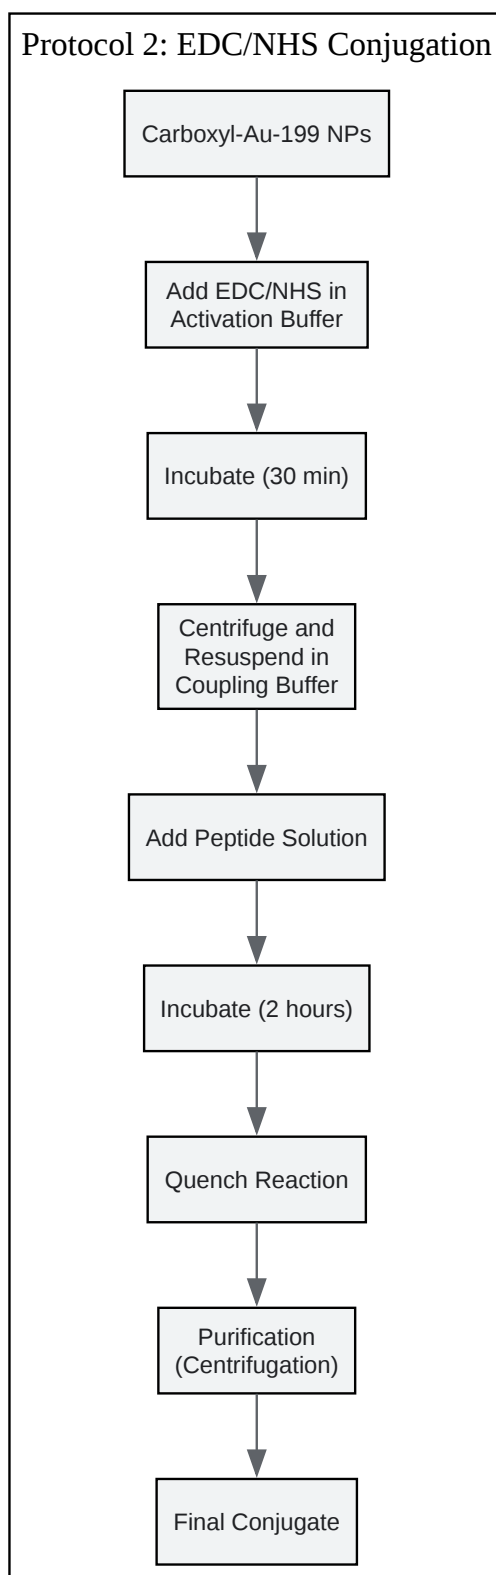 Protocol 2: EDC/NHS Conjugation
Carboxyl-Au-199 NPs
Add EDC/NHS in
Activation Buffer
Incubate (30 min)
Centrifuge and
Resuspend in
Coupling Buffer
Add Peptide Solution
Incubate (2 hours)
Quench Reaction
Purification
(Centrifugation)
Final Conjugate